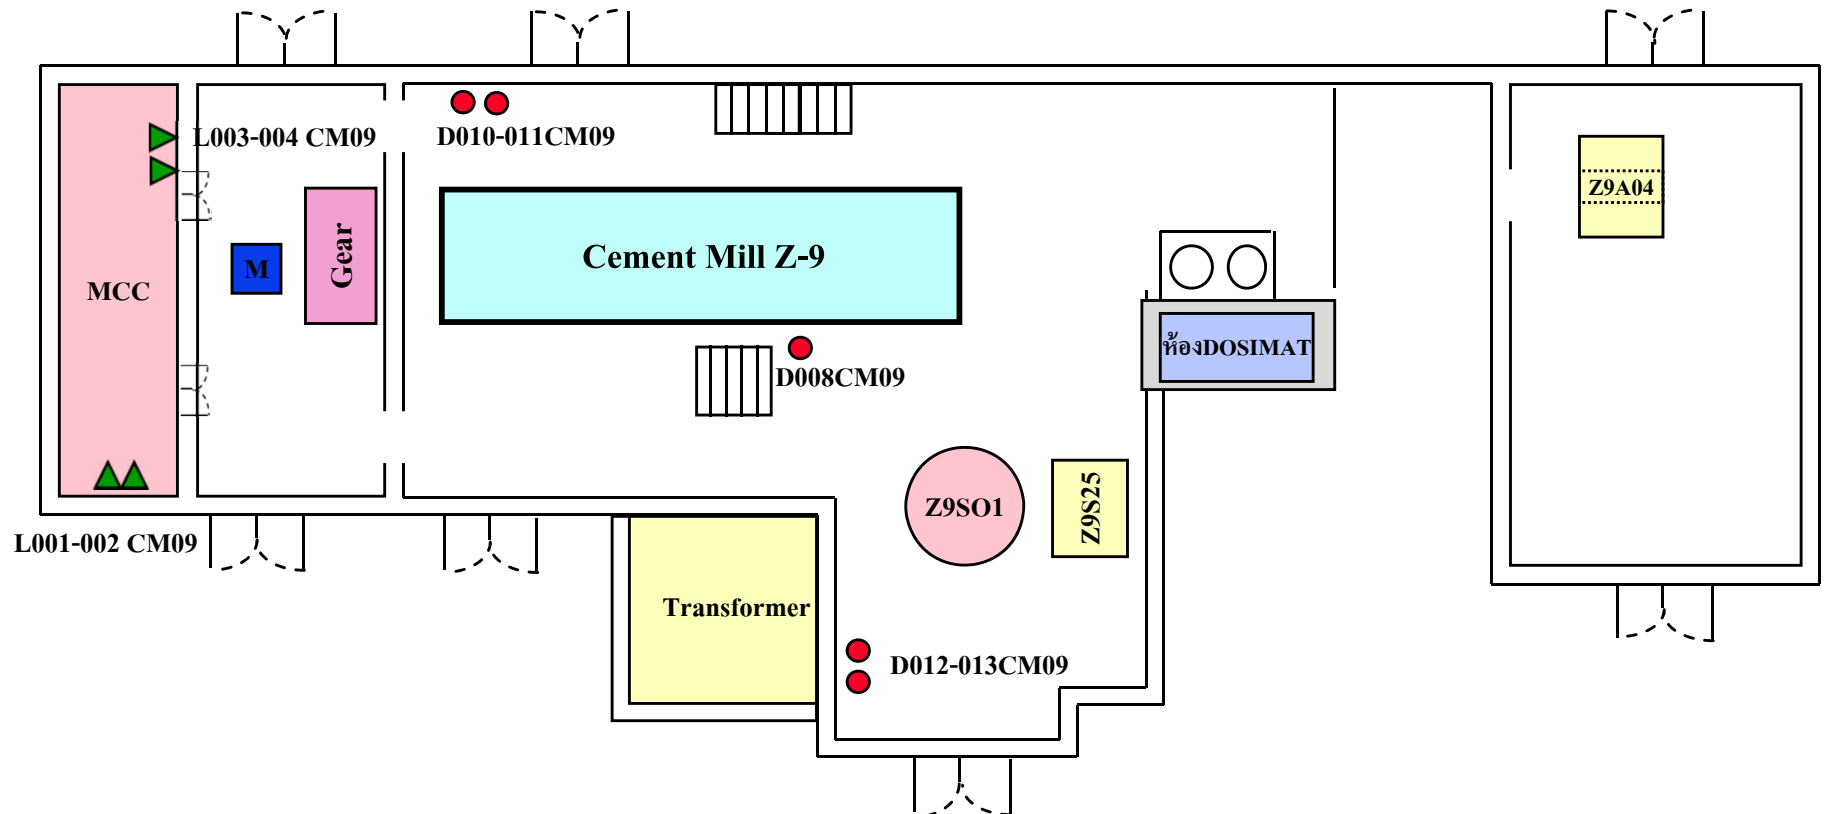 L003-004 CM09
D010-011CM09
Z9A04
Gear
Cement Mill Z-9
M
MCC
ห้องDOSIMAT
D008CM09
Z9SO1
Z9S25
L001-002 CM09
Transformer
D012-013CM09